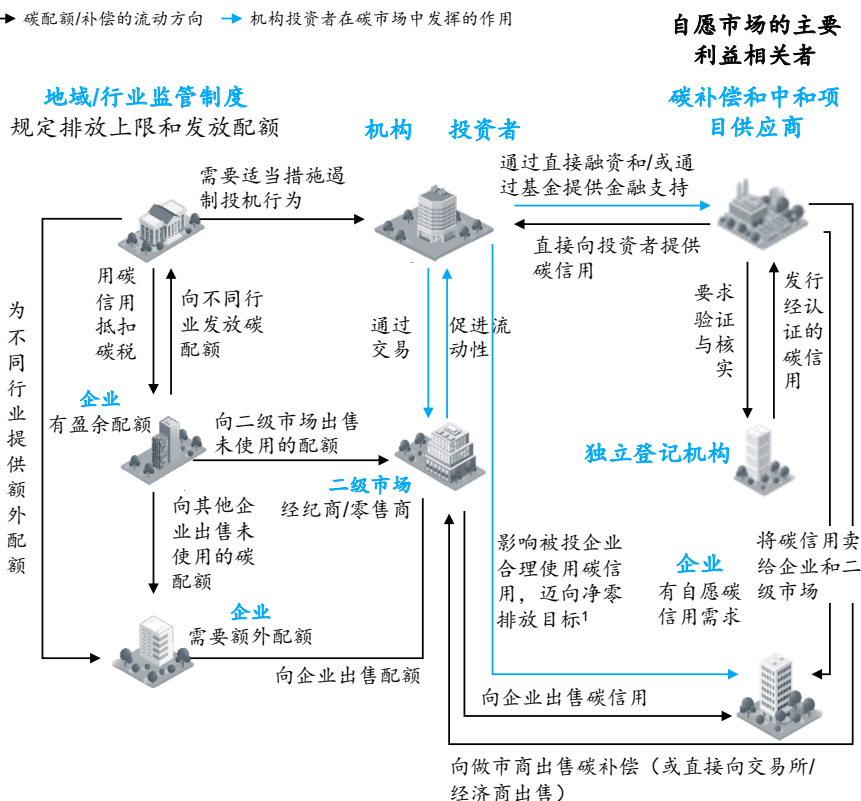 碳配额/补偿的流动方向
机构投资者在碳市场中发挥的作用
自愿市场的主要
利益相关者
地域/行业监管制度
规定排放上限和发放配额
机构
投资者
碳补偿和中和项
目供应商
需要适当措施遏
制投机行为
通过直接融资和/或通
过基金提供金融支持
直接向投资者提供
碳信用
为
不
同
行
业
提
供
额
外
配
额
用碳
信用
抵扣
碳税
向不同行
业发放碳
配额
通过
交易
促进流
动性
要求
验证
与核
实
发行
经认
证的
碳信
用
企业
有盈余配额
向二级市场出售
未使用的配额
二级市场
经纪商/零售商
独立登记机构
向其他企
业出售未
使用的碳
配额
影响被投企业
合理使用碳信
用，迈向净零
排放目标1
企业
有自愿碳
信用需求
将碳信用卖
给企业和二
级市场
企业
需要额外配额
向企业出售配额
向企业出售碳信用
向做市商出售碳补偿（或直接向交易所/
经济商出售）